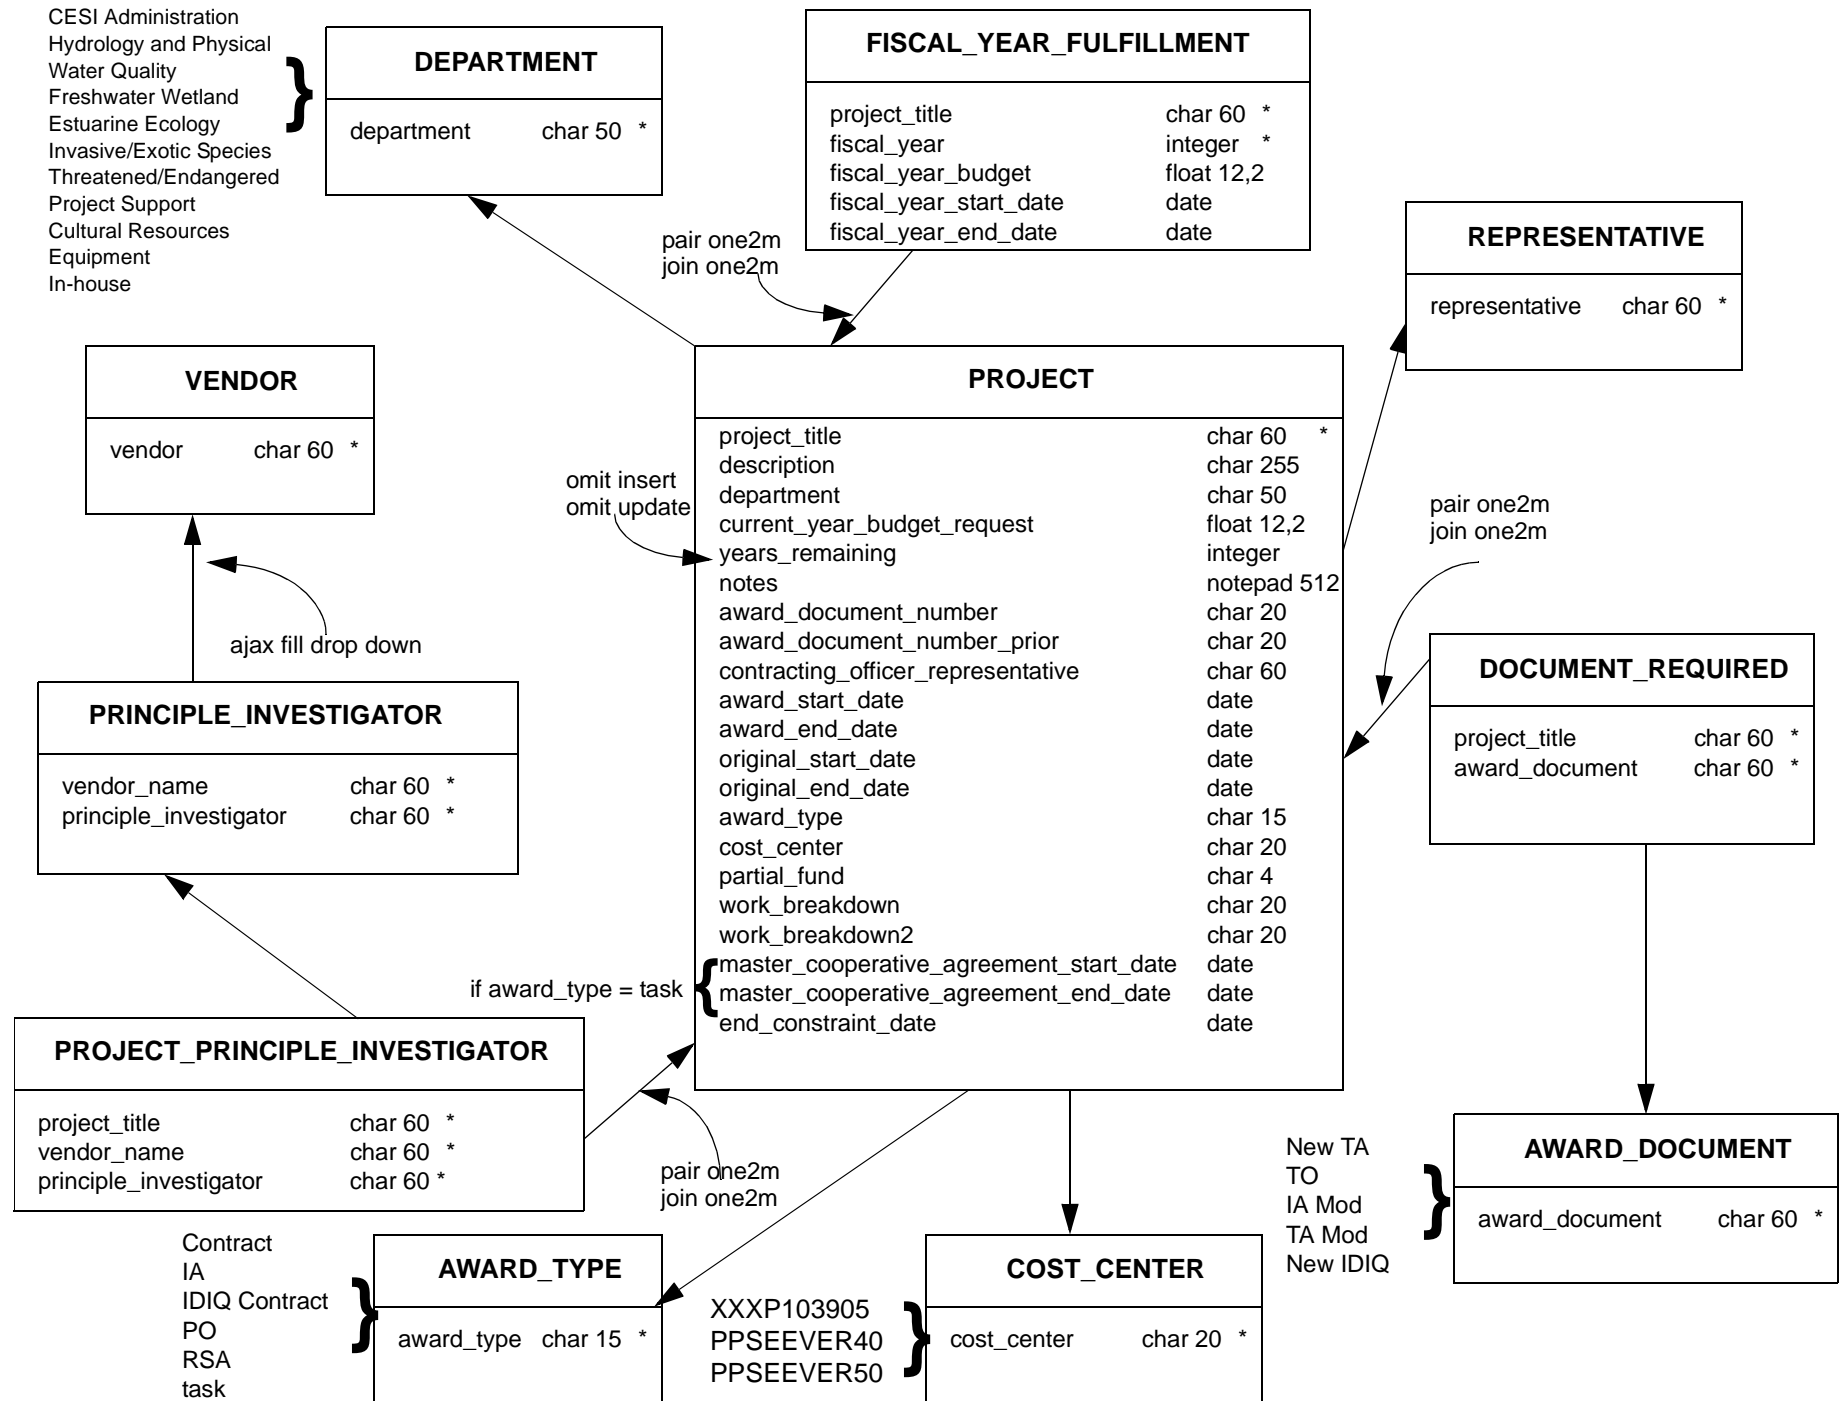 CESI Administration
Hydrology and Physical
Water Quality
Freshwater Wetland
Estuarine Ecology
Invasive/Exotic Species
Threatened/Endangered
Project Support
Cultural Resources
Equipment
In-house
DEPARTMENT
department char 50 *
FISCAL_YEAR_FULFILLMENT
project_title char 60 *
fiscal_year integer *
fiscal_year_budget float 12,2
fiscal_year_start_date date
fiscal_year_end_date date
pair one2m
join one2m
REPRESENTATIVE
representative char 60 *
VENDOR
vendor char 60 *
ajax fill drop down
PROJECT
project_title char 60 *
description char 255
department char 50
current_year_budget_request float 12,2
years_remaining integer
notes notepad 512
award_document_number char 20
award_document_number_prior char 20
contracting_officer_representative char 60
award_start_date date
award_end_date date
original_start_date date
original_end_date date
award_type char 15
cost_center char 20
partial_fund char 4
work_breakdown char 20
work_breakdown2 char 20
master_cooperative_agreement_start_date date
master_cooperative_agreement_end_date date
end_constraint_date date
omit insert
omit update
if award_type = task
pair one2m
join one2m
DOCUMENT_REQUIRED
project_title char 60 *
award_document char 60 *
PRINCIPLE_INVESTIGATOR
vendor_name char 60 *
principle_investigator char 60 *
PROJECT_PRINCIPLE_INVESTIGATOR
project_title char 60 *
vendor_name char 60 *
principle_investigator char 60 *
pair one2m
join one2m
Contract
IA
IDIQ Contract
PO
RSA
task
AWARD_TYPE
award_type char 15 *
XXXP103905
PPSEEVER40
PPSEEVER50
COST_CENTER
cost_center char 20 *
New TA
TO
IA Mod
TA Mod
New IDIQ
AWARD_DOCUMENT
award_document char 60 *